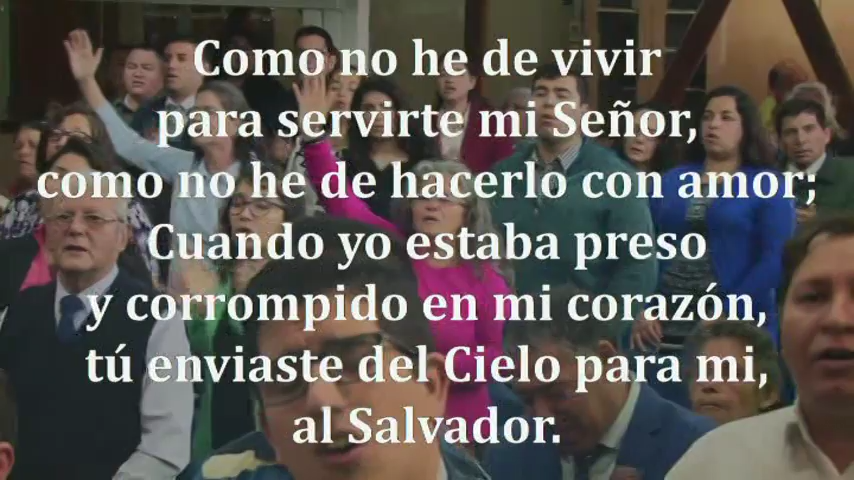 Como no he de vivir
para servirte mi Señor,
como no he de hacerlo con amor;
Cuando yo estaba preso
y corrompido en mi corazón,
tú enviaste del Cielo para mi,
al Salvador.